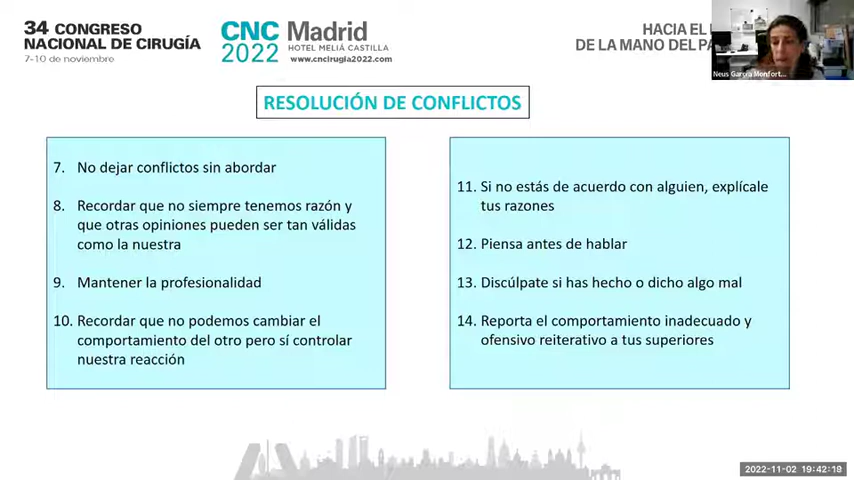 34 CONGRESO
NACIONAL DE CIRUGÍA
7-10 de noviembre
CNC Madrid
2022 HOTEL MELIÁ CASTILLA
www.cncirugia2022.com
HACIA EL
DE LA MANO DEL
Neus García Monfort...
RESOLUCIÓN DE CONFLICTOS
7. No dejar conflictos sin abordar
8. Recordar que no siempre tenemos razón y
que otras opiniones pueden ser tan válidas
como la nuestra
9. Mantener la profesionalidad
10. Recordar que no podemos cambiar el
comportamiento del otro pero sí controlar
nuestra reacción
11. Si no estás de acuerdo con alguien, explícale
tus razones
12. Piensa antes de hablar
13. Discúlpate si has hecho o dicho algo mal
14. Reporta el comportamiento inadecuado y
ofensivo reiterativo a tus superiores
2022-11-02 19:42:19